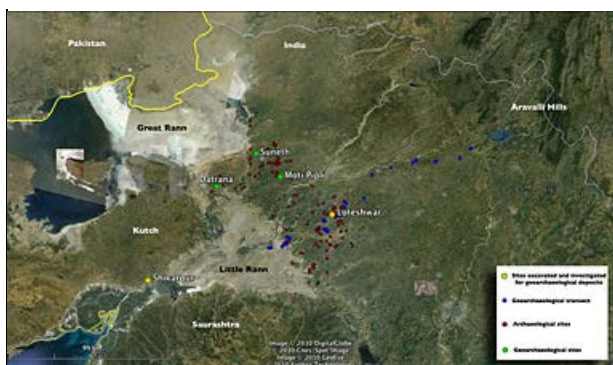 Pakistan
India
Aravalli Hills
Great Rann
Suneth
Datrana
Moti Pipli
Loteshwar
Kutch
Shikarpur
Little Rann
Saurashtra
Sites excavated and investigated
for geoarchaeological deposits
Geoarchaeological transect
Archaeological sites
Geoarchaeological sites
Image © 2010 DigitalGlobe
© 2010 Cnes/Spot Image
Image © 2010 GeoEye